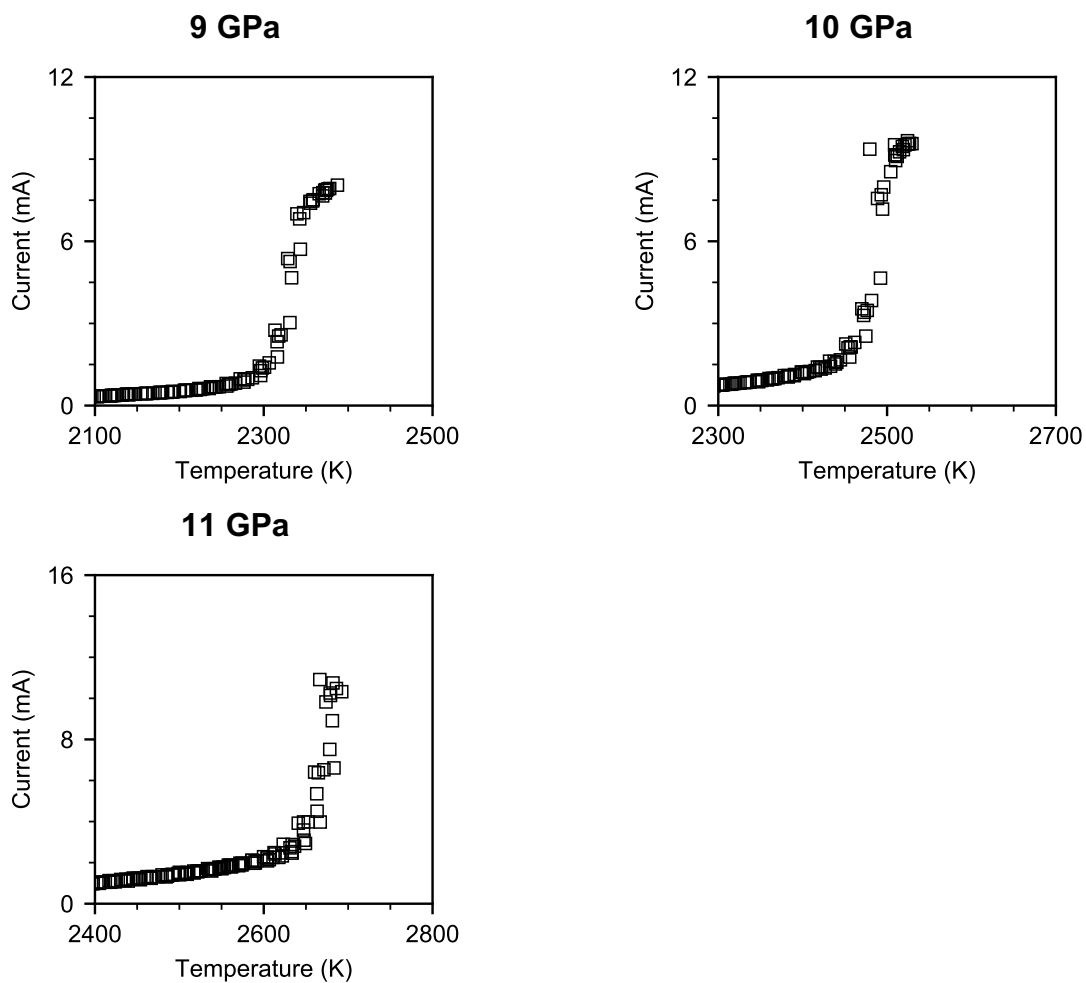 9 GPa
12
6
0
Current (mA)
2100
2300
2500
Temperature (K)
10 GPa
12
6
0
Current (mA)
2300
2500
2700
Temperature (K)
11 GPa
16
8
0
Current (mA)
2400
2600
2800
Temperature (K)